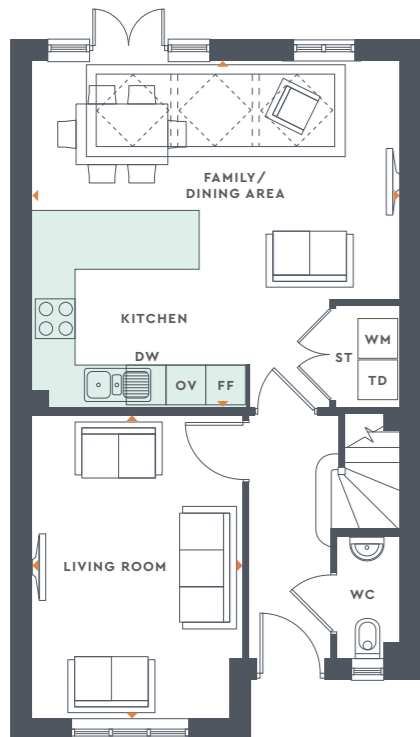 FAMILY/
DINING AREA
KITCHEN
DW
OV
FF
ST
WM
TD
LIVING ROOM
WC